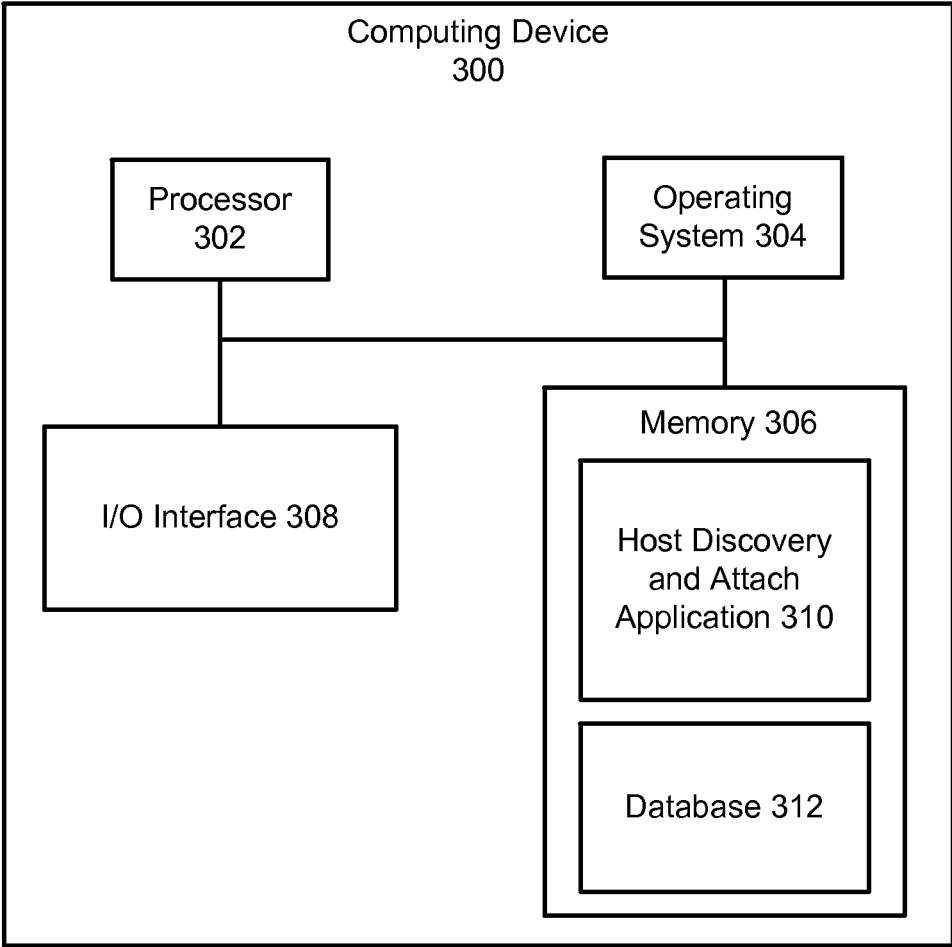 Computing Device
300
Processor
302
Operating
System 304
I/O Interface 308
Memory 306
Host Discovery
and Attach
Application 310
Database 312